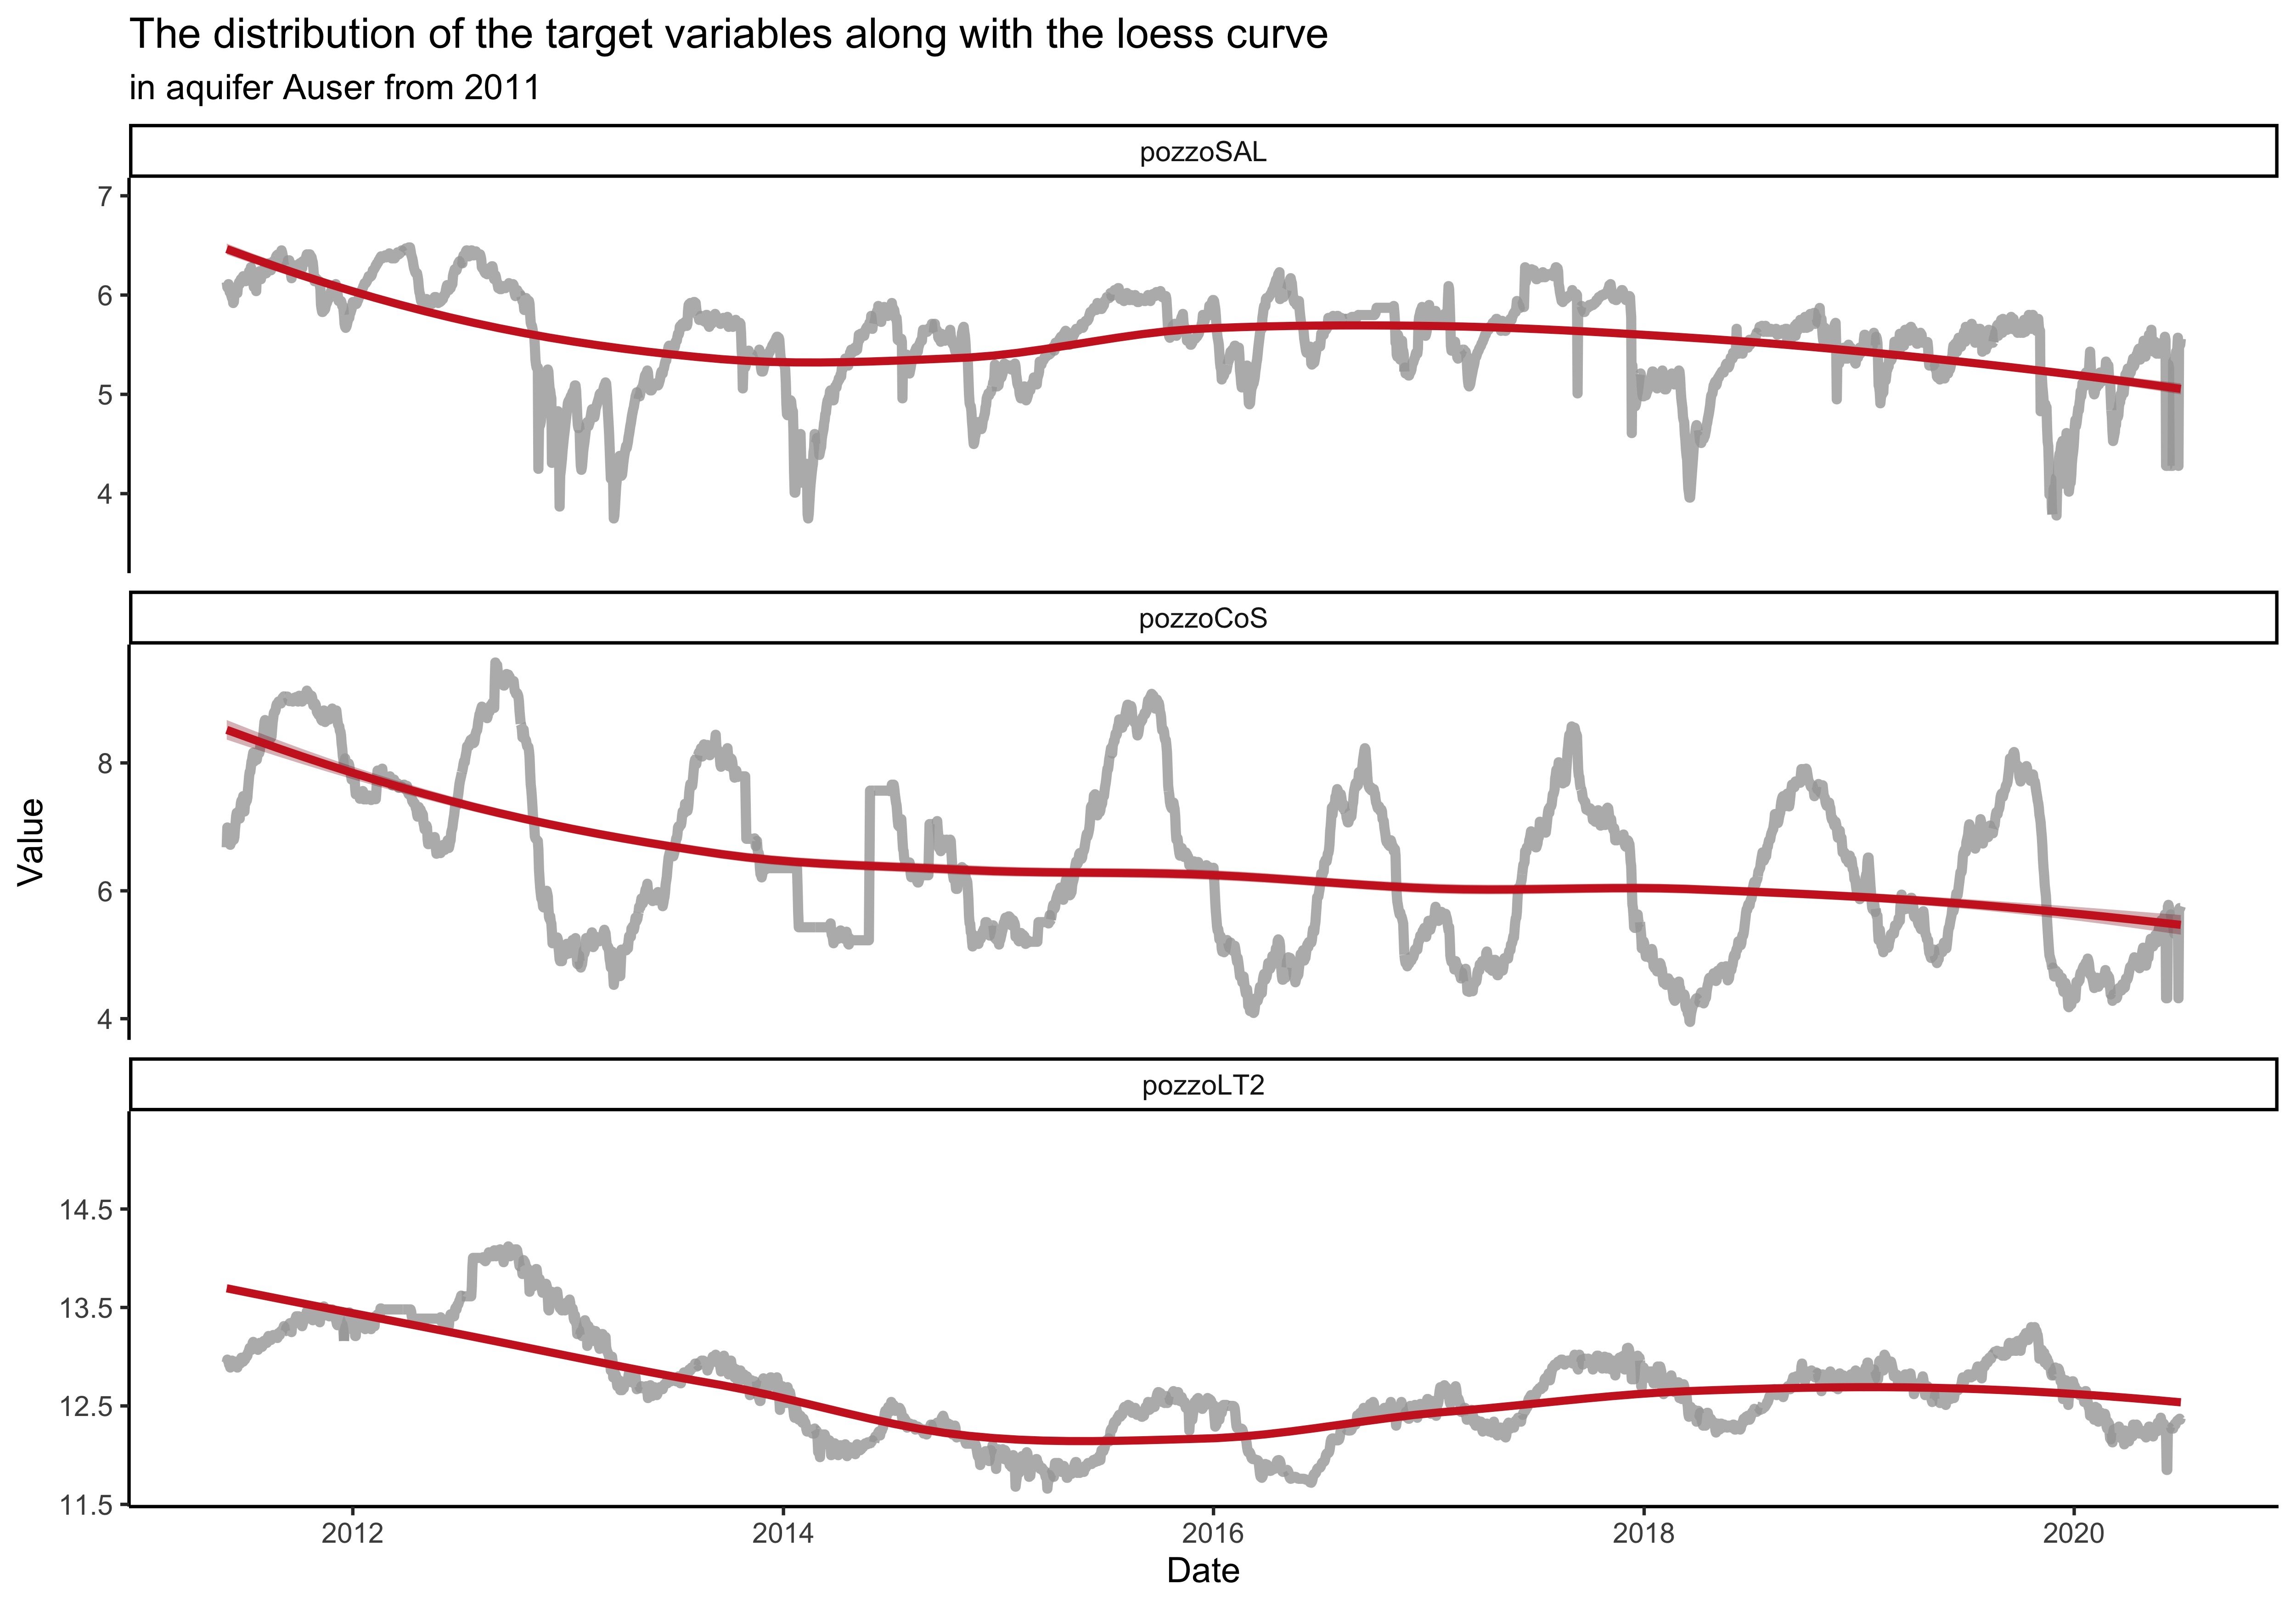 The distribution of the target variables along with the loess curve
in aquifer Auser from 2011
pozzoSAL
7
6
5
4
pozzoCoS
8
6
4
Value
pozzoLT2
14.5
13.5
12.5
11.5
2012 2014 2016 2018 2020
Date